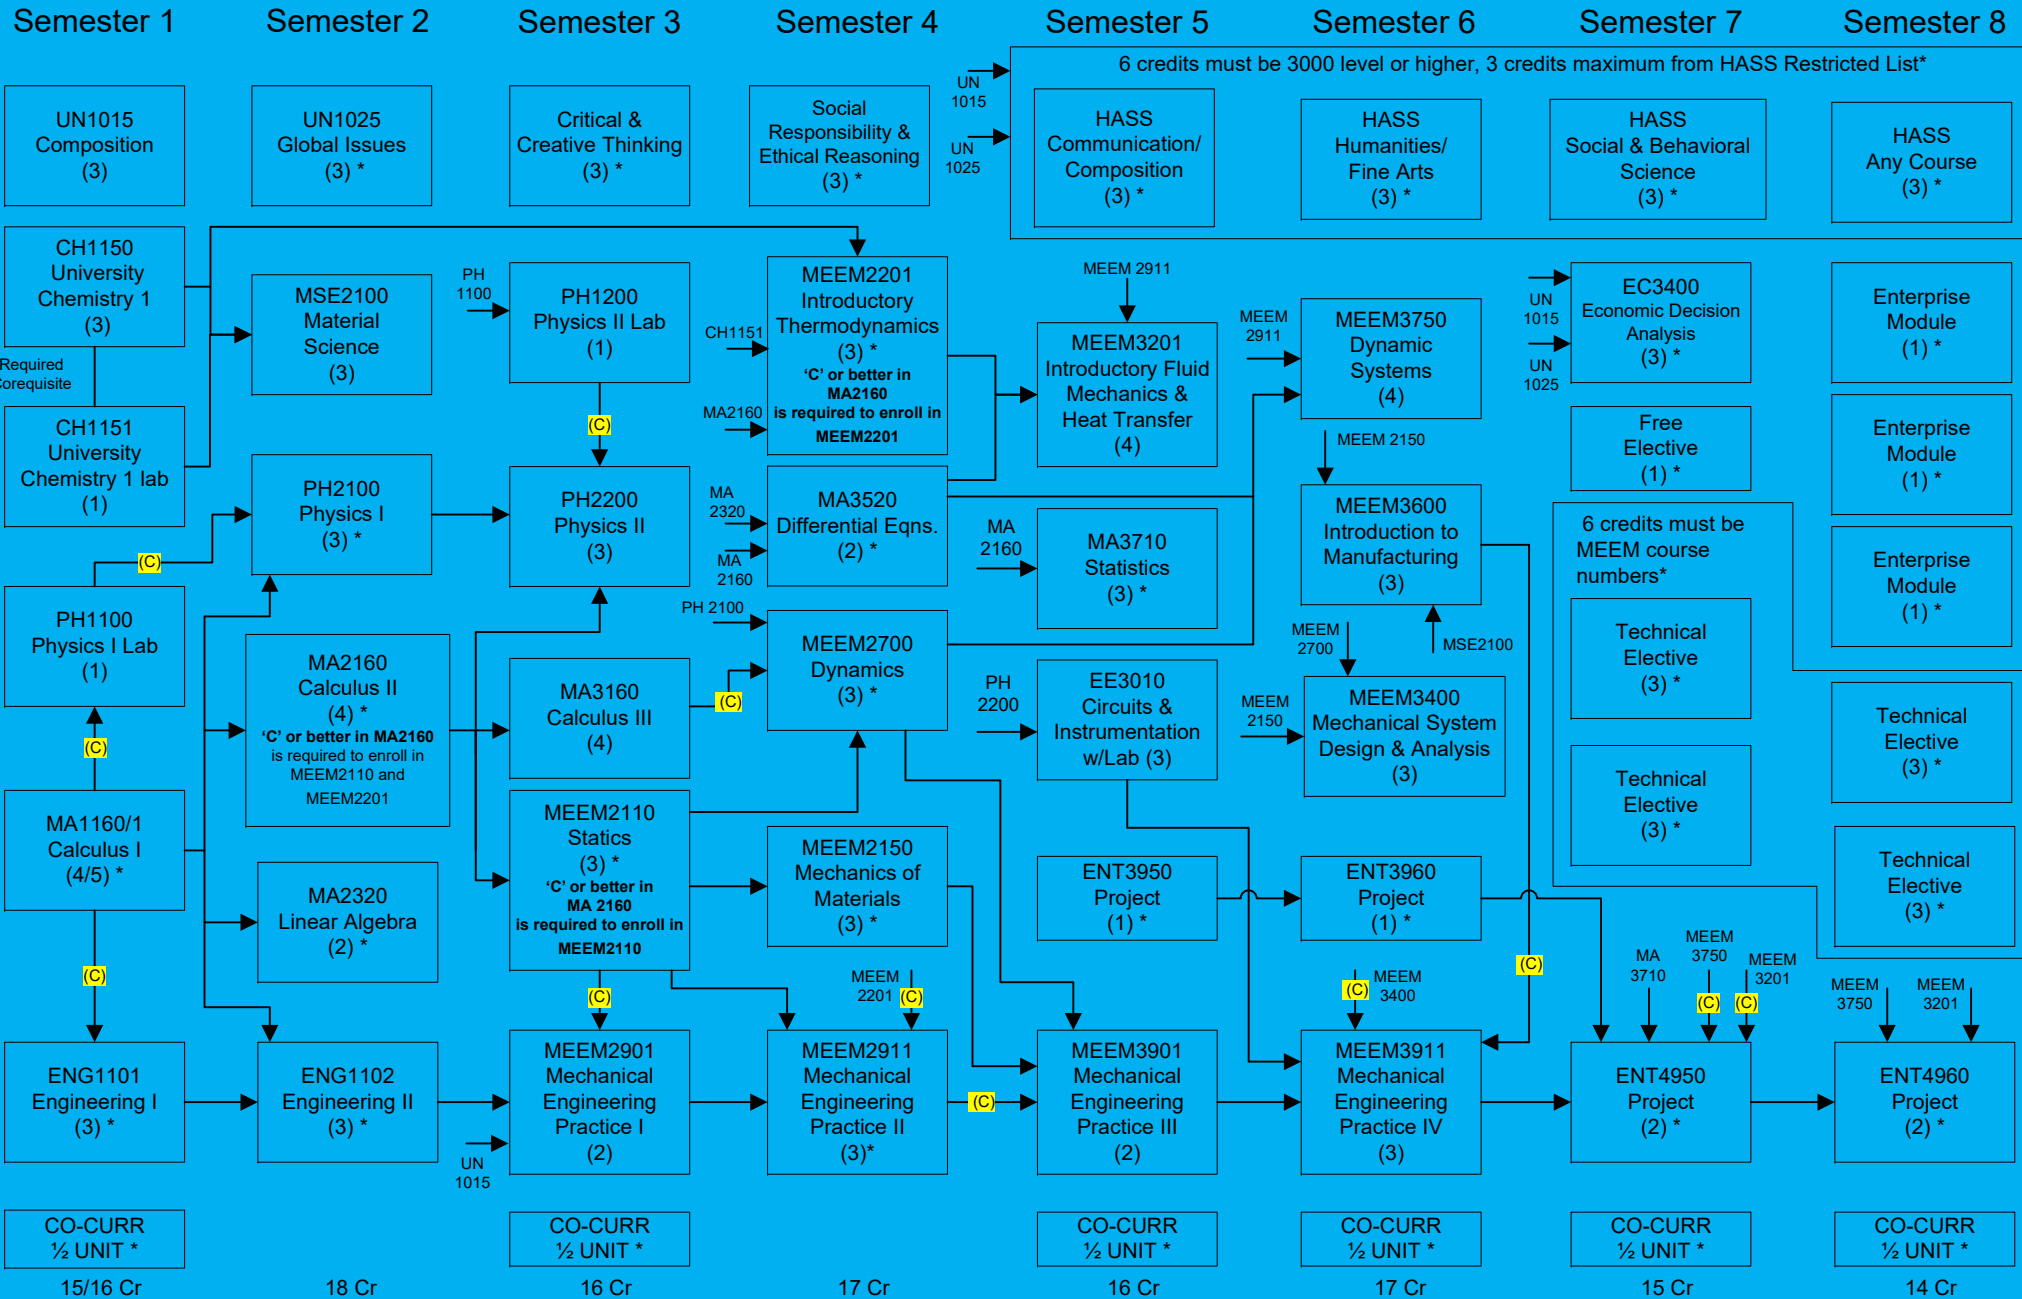 Semester 1
Semester 2
Semester 3
Semester 4
Semester 5
Semester 6
Semester 7
Semester 8
6 credits must be 3000 level or higher, 3 credits maximum from HASS Restricted List*
UN
1015
UN
1025
UN1015
Composition
(3)
UN1025
Global Issues
(3) *
Critical &
Creative Thinking
(3) *
Social
Responsibility &
Ethical Reasoning
(3) *
HASS
Communication/
Composition
(3) *
HASS
Humanities/
Fine Arts
(3) *
HASS
Social & Behavioral
Science
(3) *
HASS
Any Course
(3) *
CH1150
University
Chemistry 1
(3)
Required
Corequisite
CH1151
University
Chemistry 1 lab
(1)
(C)
PH1100
Physics I Lab
(1)
(C)
MA1160/1
Calculus I
(4/5) *
(C)
ENG1101
Engineering I
(3) *
CO-CURR
½ UNIT *
15/16 Cr
MSE2100
Material
Science
(3)
PH2100
Physics I
(3) *
MA2160
Calculus II
(4) *
‘C’ or better in MA2160
is required to enroll in
MEEM2110 and
MEEM2201
MA2320
Linear Algebra
(2) *
ENG1102
Engineering II
(3) *
18 Cr
PH
1100
PH1200
Physics II Lab
(1)
(C)
PH2200
Physics II
(3)
MA3160
Calculus III
(4)
MEEM2110
Statics
(3) *
‘C’ or better in
MA 2160
is required to enroll in
MEEM2110
(C)
MEEM2901
Mechanical
Engineering
Practice I
(2)
UN
1015
CO-CURR
½ UNIT *
16 Cr
CH1151
MA2160
MEEM2201
Introductory
Thermodynamics
(3) *
‘C’ or better in
MA2160
is required to enroll in
MEEM2201
MA
2320
MA
2160
MA3520
Differential Eqns.
(2) *
PH 2100
(C)
MEEM2700
Dynamics
(3) *
MEEM2150
Mechanics of
Materials
(3) *
MEEM
2201
(C)
MEEM2911
Mechanical
Engineering
Practice II
(3)*
(C)
17 Cr
MEEM 2911
MEEM3201
Introductory Fluid
Mechanics &
Heat Transfer
(4)
MA
2160
MA3710
Statistics
(3) *
PH
2200
EE3010
Circuits &
Instrumentation
w/Lab (3)
ENT3950
Project
(1) *
MEEM3901
Mechanical
Engineering
Practice III
(2)
CO-CURR
½ UNIT *
16 Cr
MEEM
2911
MEEM3750
Dynamic
Systems
(4)
MEEM 2150
MEEM3600
Introduction to
Manufacturing
(3)
MEEM
2700
MSE2100
MEEM
2150
MEEM3400
Mechanical System
Design & Analysis
(3)
ENT3960
Project
(1) *
(C)
MEEM
3400
(C)
MEEM3911
Mechanical
Engineering
Practice IV
(3)
CO-CURR
½ UNIT *
17 Cr
UN
1015
UN
1025
EC3400
Economic Decision
Analysis
(3) *
Free
Elective
(1) *
6 credits must be
MEEM course
numbers*
Technical
Elective
(3) *
Technical
Elective
(3) *
MA
3710
MEEM
3750
(C)
MEEM
3201
(C)
ENT4950
Project
(2) *
CO-CURR
½ UNIT *
15 Cr
Enterprise
Module
(1) *
Enterprise
Module
(1) *
Enterprise
Module
(1) *
Technical
Elective
(3) *
Technical
Elective
(3) *
MEEM
3750
MEEM
3201
ENT4960
Project
(2) *
CO-CURR
½ UNIT *
14 Cr